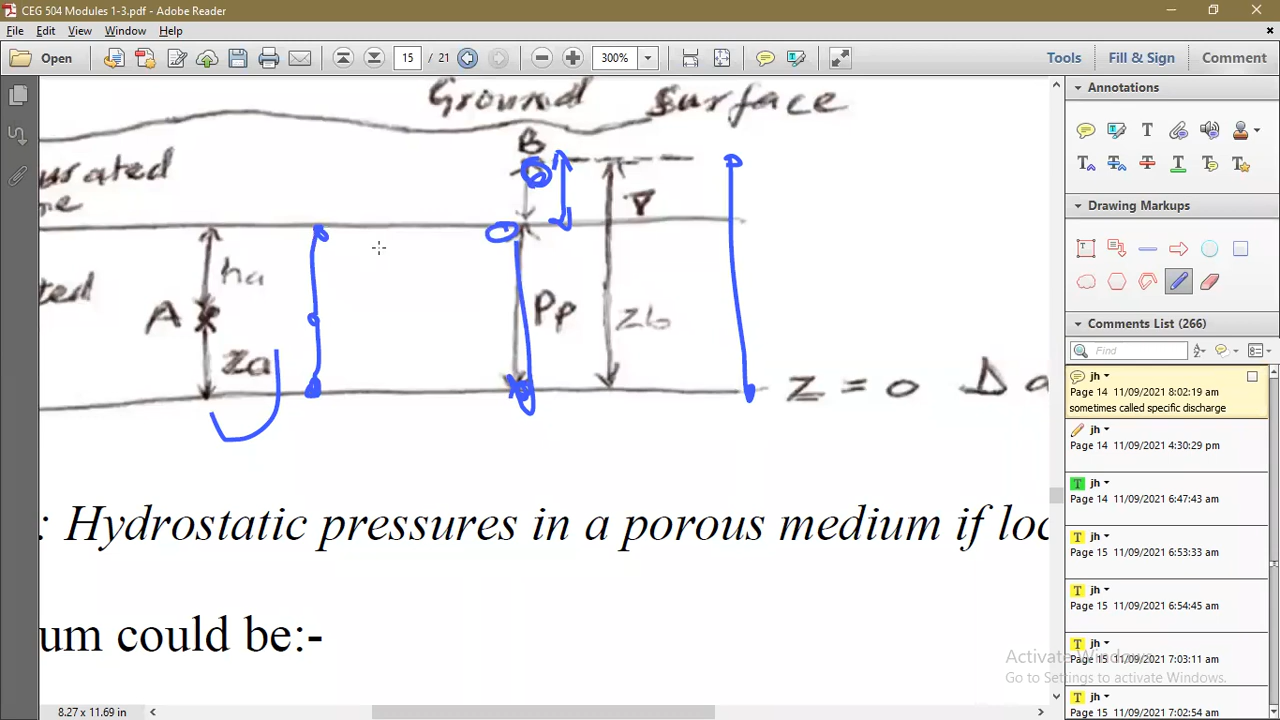 CEG 504 Modules 1-3.pdf - Adobe Reader
File Edit View Window Help
Open 15 / 21 300% Tools Fill & Sign Comment
Annotations
Drawing Markups
Comments List (266)
Find
jh
Page 14 11/09/2021 8:02:19 am
sometimes called specific discharge
jh
Page 14 11/09/2021 4:30:29 pm
jh
Page 14 11/09/2021 6:47:43 am
jh
Page 15 11/09/2021 6:53:33 am
jh
Page 15 11/09/2021 6:54:45 am
jh
Page 15 11/09/2021 7:03:11 am
jh
Page 15 11/09/2021 7:02:54 am
Ground surface
B
urated
ne
ha
ted
A
Pp
Zb
Za
Z = 0
: Hydrostatic pressures in a porous medium if loc
um could be:-
Activate Windows
Go to Settings to activate Windows.
8.27 x 11.69 in